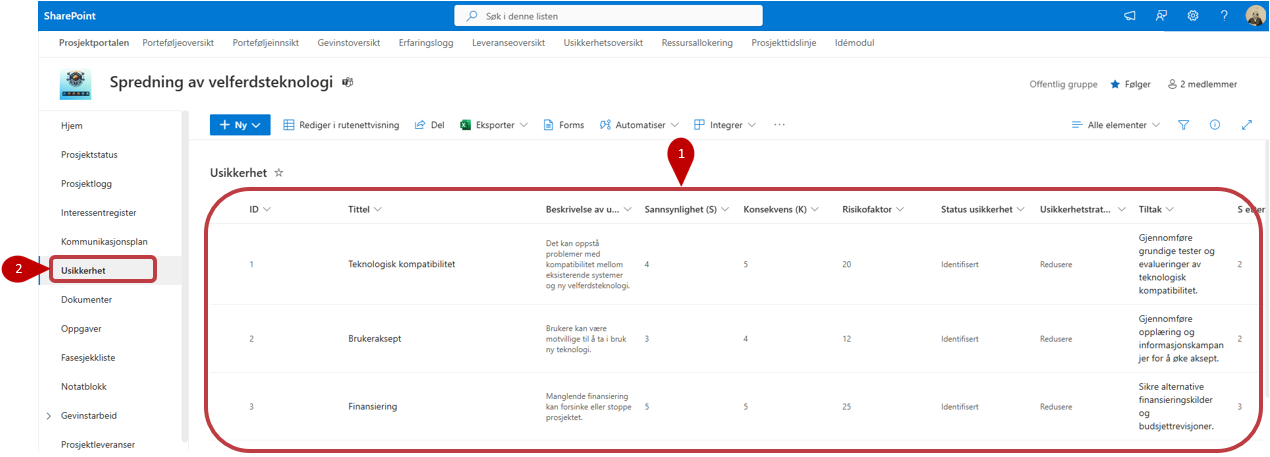 SharePoint
Søk i denne listen
?
Prosjektportalen Porteføljeoversikt Porteføljeinnsikt Gevinstoversikt Erfaringslogg Leveranseoversikt Usikkerhetsoversikt Ressursallokering Prosjekttidslinje Idémodul
Spredning av velferdsteknologi
Offentlig gruppe Følger 2 medlemmer
Hjem
Prosjektstatus
Prosjektlogg
Interessentregister
Kommunikasjonsplan
2
Usikkerhet
Dokumenter
Oppgaver
Fasesjekkliste
Notatblokk
Gevinstarbeid
Prosjektleveranser
+ Ny Rediger i rutenettvisning Del Eksporter Forms Automatiser Integrer ... Alle elementer
1
Usikkerhet
ID Tittel Beskrivelse av u... Sannsynlighet (S) Konsekvens (K) Risikofaktor Status usikkerhet Usikkerhetstrat... Tiltak S etter
1 Teknologisk kompatibilitet
Det kan oppstå
problemer med
kompatibilitet mellom
eksisterende systemer
og ny velferdsteknologi.
4 5 20 Identifisert Redusere
Gjennomføre
grundige tester og
evalueringer av
teknologisk
kompatibilitet.
2
2 Brukeraksept
Brukere kan være
motvillige til å ta i bruk
ny teknologi.
3 4 12 Identifisert Redusere
Gjennomføre
opplæring og
informasjonskampan
jer for å øke aksept.
2
3 Finansiering
Manglende finansiering
kan forsinke eller stoppe
prosjektet.
5 5 25 Identifisert Redusere
Sikre alternative
finansieringskilder
og
budsjettrevisjoner.
3